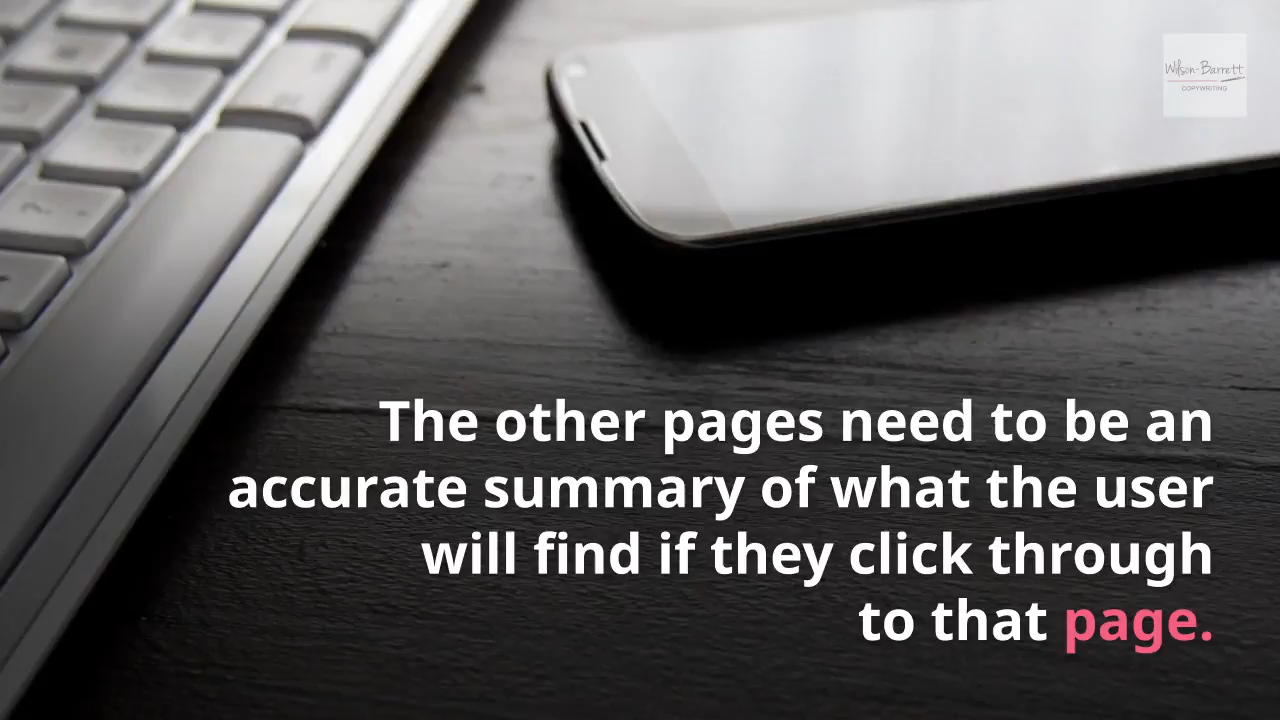 Wilson-Barrett
COPYWRITING
The other pages need to be an
accurate summary of what the user
will find if they click through
to that page.